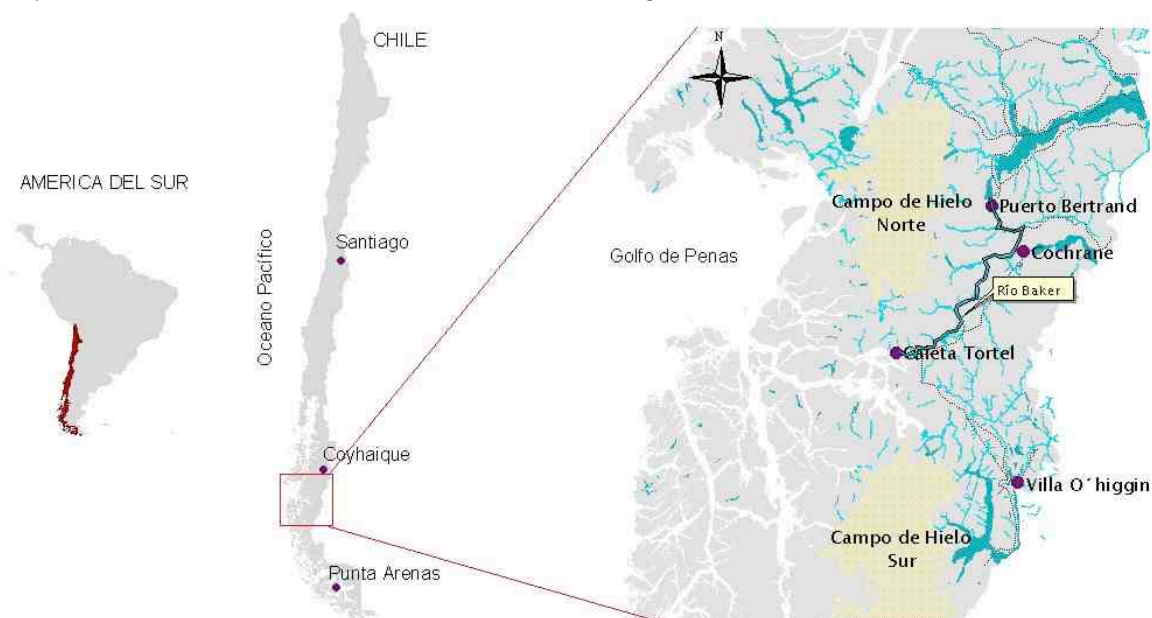 AMERICA DEL SUR
CHILE
Oceano Pacífico
Santiago
Coyhaique
Punta Arenas
N
Campo de Hielo
Norte
Puerto Bertrand
Golfo de Penas
Cochrane
Río Baker
Caleta Tortel
Villa O´higgin
Campo de Hielo
Sur